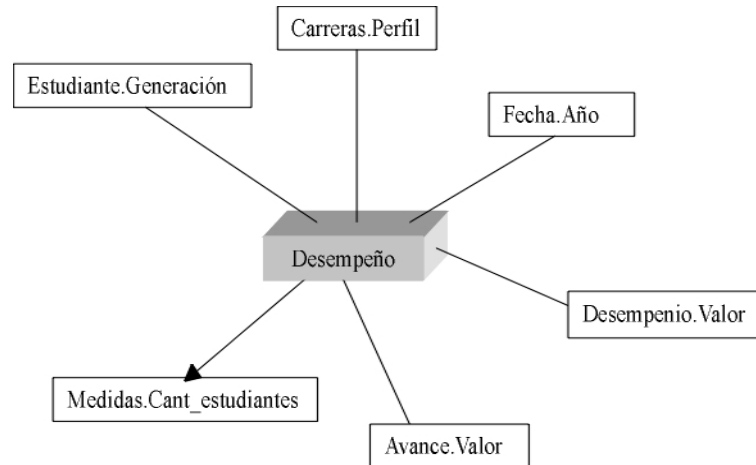 Carreras.Perfil
Estudiante.Generación
Fecha.Año
Desempeño
Desempenio.Valor
Medidas.Cant_estudiantes
Avance.Valor